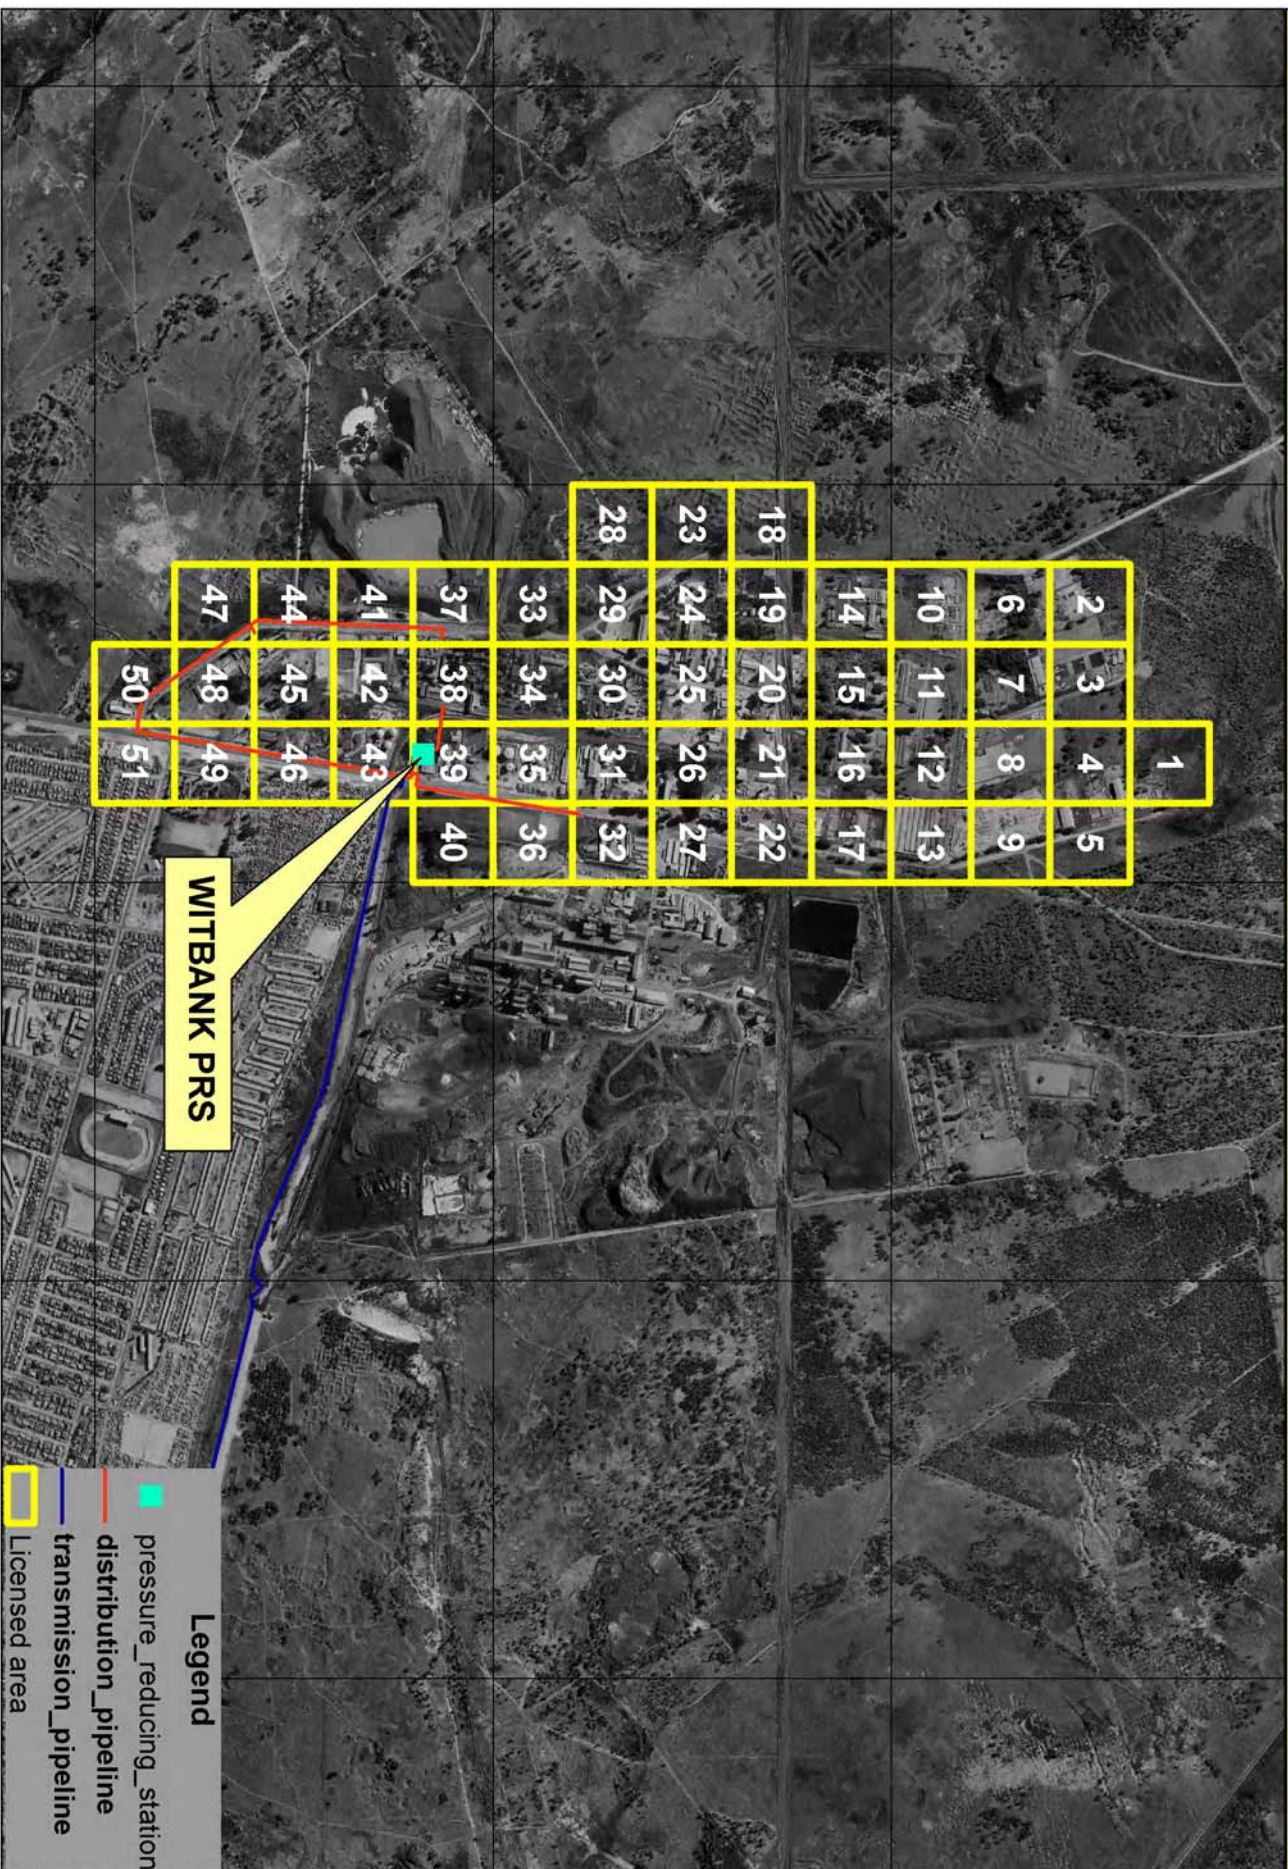 1
2 3 4 5
6 7 8 9
10 11 12 13
14 15 16 17
18 19 20 21 22
23 24 25 26 27
28 29 30 31 32
33 34 35 36
37 38 39 40
41 42 43
44 45 46
47 48 49
50 51
WITBANK PRS
Legend
pressure_reducing_station
distribution_pipeline
transmission_pipeline
Licensed area